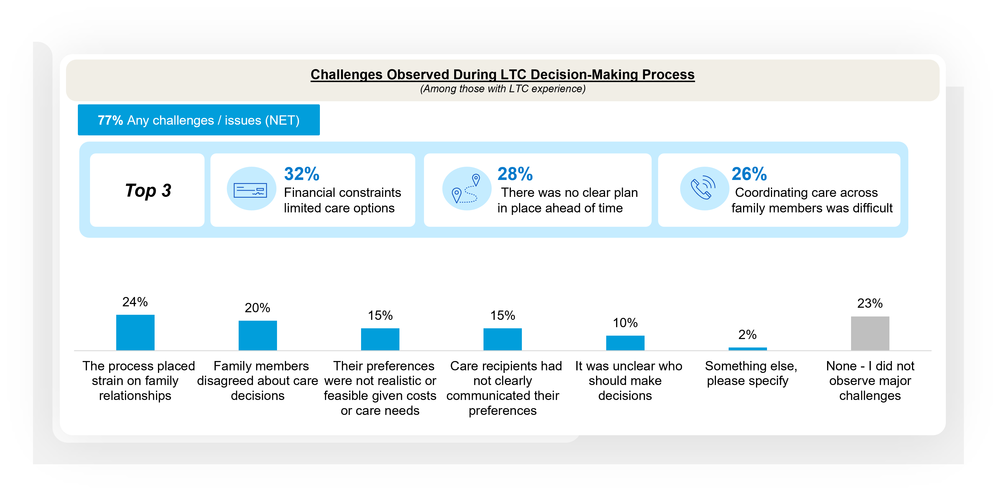 Challenges Observed During LTC Decision-Making Process
(Among those with LTC experience)
77% Any challenges / issues (NET)
Top 3
32%
Financial constraints
limited care options
28%
There was no clear plan
in place ahead of time
26%
Coordinating care across
family members was difficult
24%
20%
15%
15%
10%
2%
23%
The process placed
strain on family
relationships
Family members
disagreed about care
decisions
Their preferences
were not realistic or
feasible given costs
or care needs
Care recipients had
not clearly
communicated their
preferences
It was unclear who
should make
decisions
Something else,
please specify
None - I did not
observe major
challenges